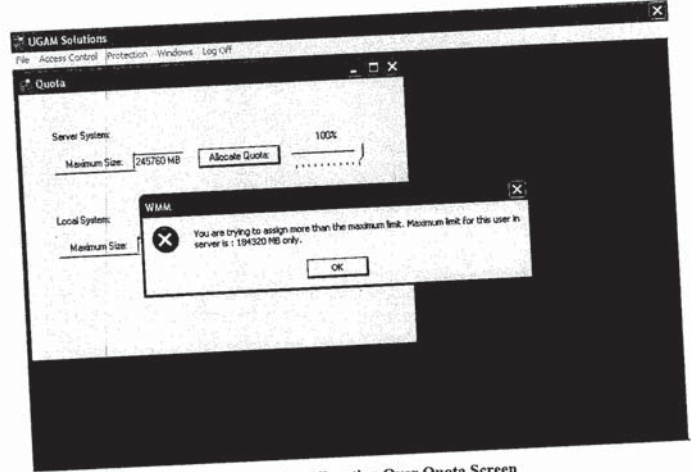 UGAM Solutions
File Access Control Protection Windows Log Off
Quota
Server System:
100%
Maximum Size: 245760 MB Allocate Quota:
Local System:
Maximum Size:
WMM
You are trying to assign more than the maximum limit. Maximum limit for this user in
server is : 184320 MB only.
OK
Over Quota Screen